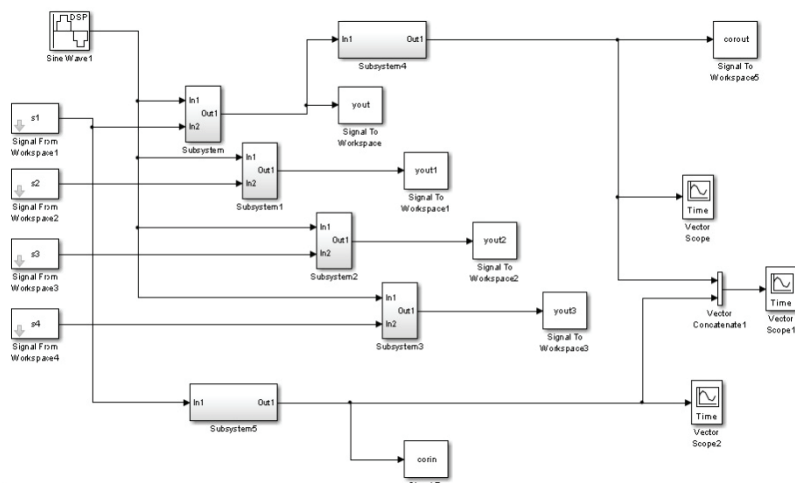 DSP
Sine Wave1
In1
Out1
Subsystem4
corout
Signal To
Workspace5
s1
Signal From
Workspace1
In1
In2
Out1
Subsystem
yout
Signal To
Workspace
s2
Signal From
Workspace2
In1
In2
Out1
Subsystem1
yout1
Signal To
Workspace1
Time
Vector
Scope
s3
Signal From
Workspace3
In1
In2
Out1
Subsystem2
yout2
Signal To
Workspace2
s4
Signal From
Workspace4
In1
In2
Out1
Subsystem3
yout3
Signal To
Workspace3
Vector
Concatenate1
Time
Vector
Scope1
In1
Out1
Subsystem5
Time
Vector
Scope2
corin